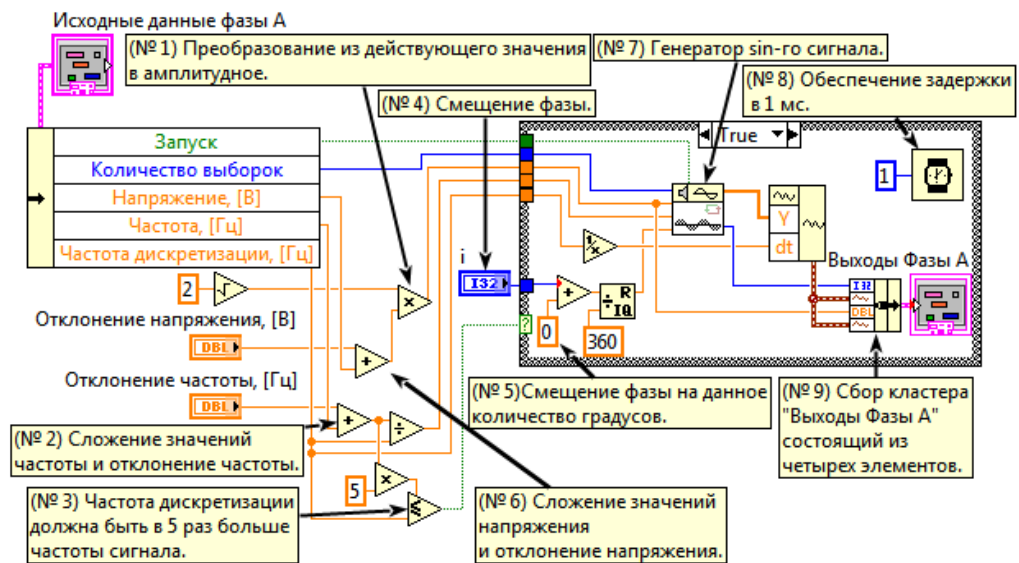 Исходные данные фазы A
(№ 1) Преобразование из действующего значения
в амплитудное.
(№ 7) Генератор sin-го сигнала.
(№ 8) Обеспечение задержки
в 1 мс.
(№ 4) Смещение фазы.
True
Запуск
Количество выборок
Напряжение, [В]
Частота, [Гц]
Частота дискретизации, [Гц]
1
Y
dt
1/x
i
I32
Выходы Фазы A
I32
DBL
2
√
x
+
R
IQ
0
360
?
Отклонение напряжения, [В]
DBL
+
Отклонение частоты, [Гц]
DBL
+
÷
(№ 5)Смещение фазы на данное
количество градусов.
(№ 9) Сбор кластера
"Выходы Фазы А"
состоящий из
четырех элементов.
(№ 2) Сложение значений
частоты и отклонение частоты.
5
x
≤
(№ 3) Частота дискретизации
должна быть в 5 раз больше
частоты сигнала.
(№ 6) Сложение значений
напряжения
и отклонение напряжения.